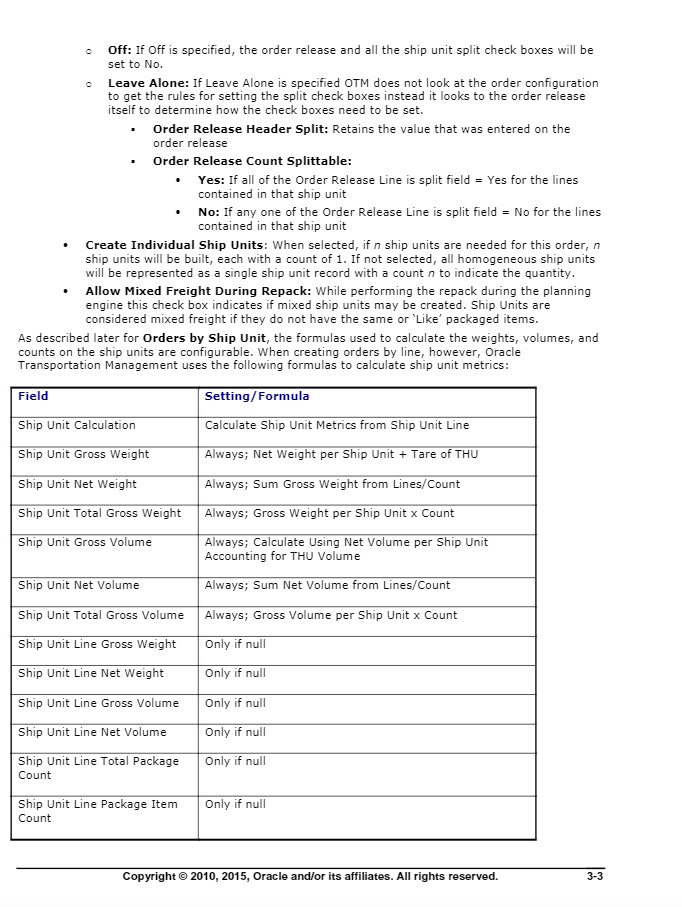 o Off: If Off is specified, the order release and all the ship unit split check boxes will be
set to No.
o Leave Alone: If Leave Alone is specified OTM does not look at the order configuration
to get the rules for setting the split check boxes instead it looks to the order release
itself to determine how the check boxes need to be set.
▪ Order Release Header Split: Retains the value that was entered on the
order release
▪ Order Release Count Splittable:
• Yes: If all of the Order Release Line is split field = Yes for the lines
contained in that ship unit
• No: If any one of the Order Release Line is split field = No for the lines
contained in that ship unit
• Create Individual Ship Units: When selected, if n ship units are needed for this order, n
ship units will be built, each with a count of 1. If not selected, all homogeneous ship units
will be represented as a single ship unit record with a count n to indicate the quantity.
• Allow Mixed Freight During Repack: While performing the repack during the planning
engine this check box indicates if mixed ship units may be created. Ship Units are
considered mixed freight if they do not have the same or ‘Like’ packaged items.
As described later for Orders by Ship Unit, the formulas used to calculate the weights, volumes, and
counts on the ship units are configurable. When creating orders by line, however, Oracle
Transportation Management uses the following formulas to calculate ship unit metrics:
Field Setting/Formula
Ship Unit Calculation Calculate Ship Unit Metrics from Ship Unit Line
Ship Unit Gross Weight Always; Net Weight per Ship Unit + Tare of THU
Ship Unit Net Weight Always; Sum Gross Weight from Lines/Count
Ship Unit Total Gross Weight Always; Gross Weight per Ship Unit x Count
Ship Unit Gross Volume Always; Calculate Using Net Volume per Ship Unit
Accounting for THU Volume
Ship Unit Net Volume Always; Sum Net Volume from Lines/Count
Ship Unit Total Gross Volume Always; Gross Volume per Ship Unit x Count
Ship Unit Line Gross Weight Only if null
Ship Unit Line Net Weight Only if null
Ship Unit Line Gross Volume Only if null
Ship Unit Line Net Volume Only if null
Ship Unit Line Total Package Only if null
Count
Ship Unit Line Package Item Only if null
Count
Copyright © 2010, 2015, Oracle and/or its affiliates. All rights reserved. 3-3